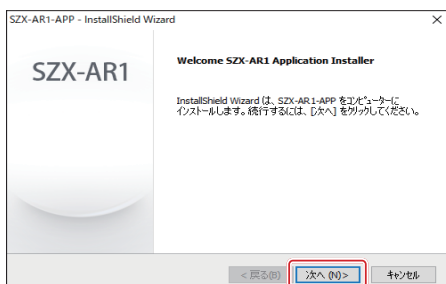 SZX-AR1-APP - InstallShield Wizard
SZX-AR1
Welcome SZX-AR1 Application Installer
InstallShield Wizard は、SZX-AR1-APP をコンピューターに
インストールします。続行するには、[次へ] をクリックしてください。
< 戻る(B)
次へ (N)>
キャンセル